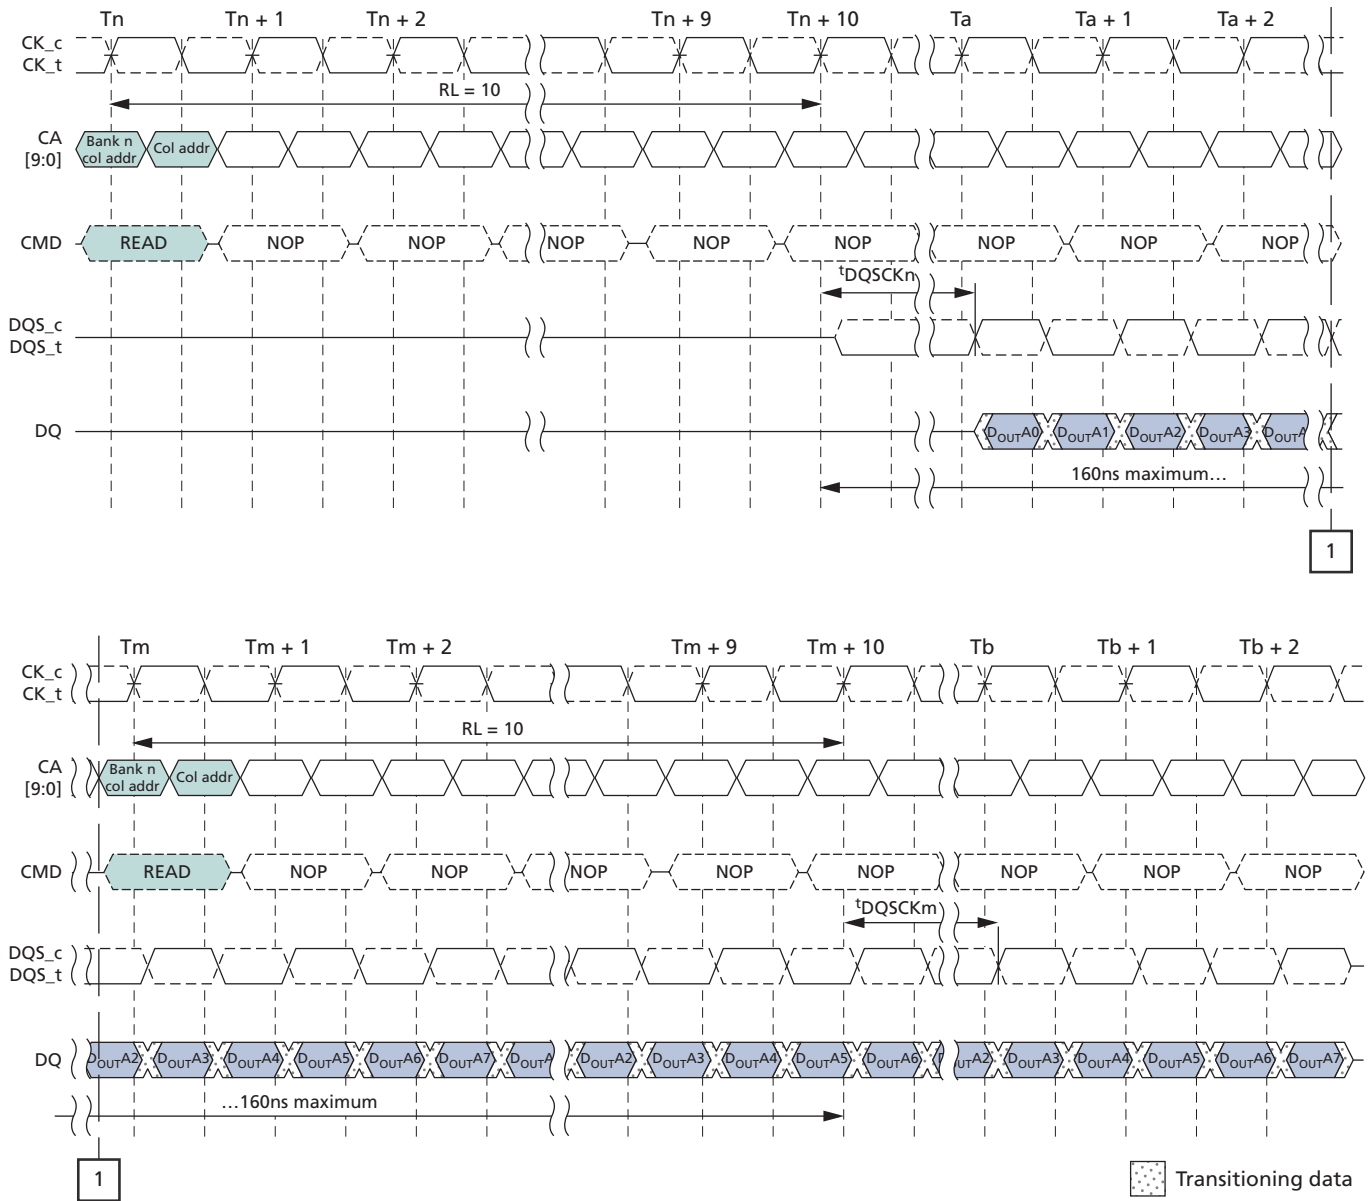 Tn Tn + 1 Tn + 2 Tn + 9 Tn + 10 Ta Ta + 1 Ta + 2
CK_c
CK_t
RL = 10
CA
[9:0]
Bank n
col addr
Col addr
CMD READ NOP NOP NOP NOP NOP NOP NOP NOP
tDQSCKn
DQS_c
DQS_t
DQ DOUTA0 DOUTA1 DOUTA2 DOUTA3 DOUTA
160ns maximum…
1
Tm Tm + 1 Tm + 2 Tm + 9 Tm + 10 Tb Tb + 1 Tb + 2
CK_c
CK_t
RL = 10
CA
[9:0]
Bank n
col addr
Col addr
CMD READ NOP NOP NOP NOP NOP NOP NOP NOP
tDQSCKm
DQS_c
DQS_t
DQ DOUTA2 DOUTA3 DOUTA4 DOUTA5 DOUTA6 DOUTA7 DOUTA DOUTA2 DOUTA3 DOUTA4 DOUTA5 DOUTA6 OUTA2 DOUTA3 DOUTA4 DOUTA5 DOUTA6 DOUTA7
…160ns maximum
1
Transitioning data